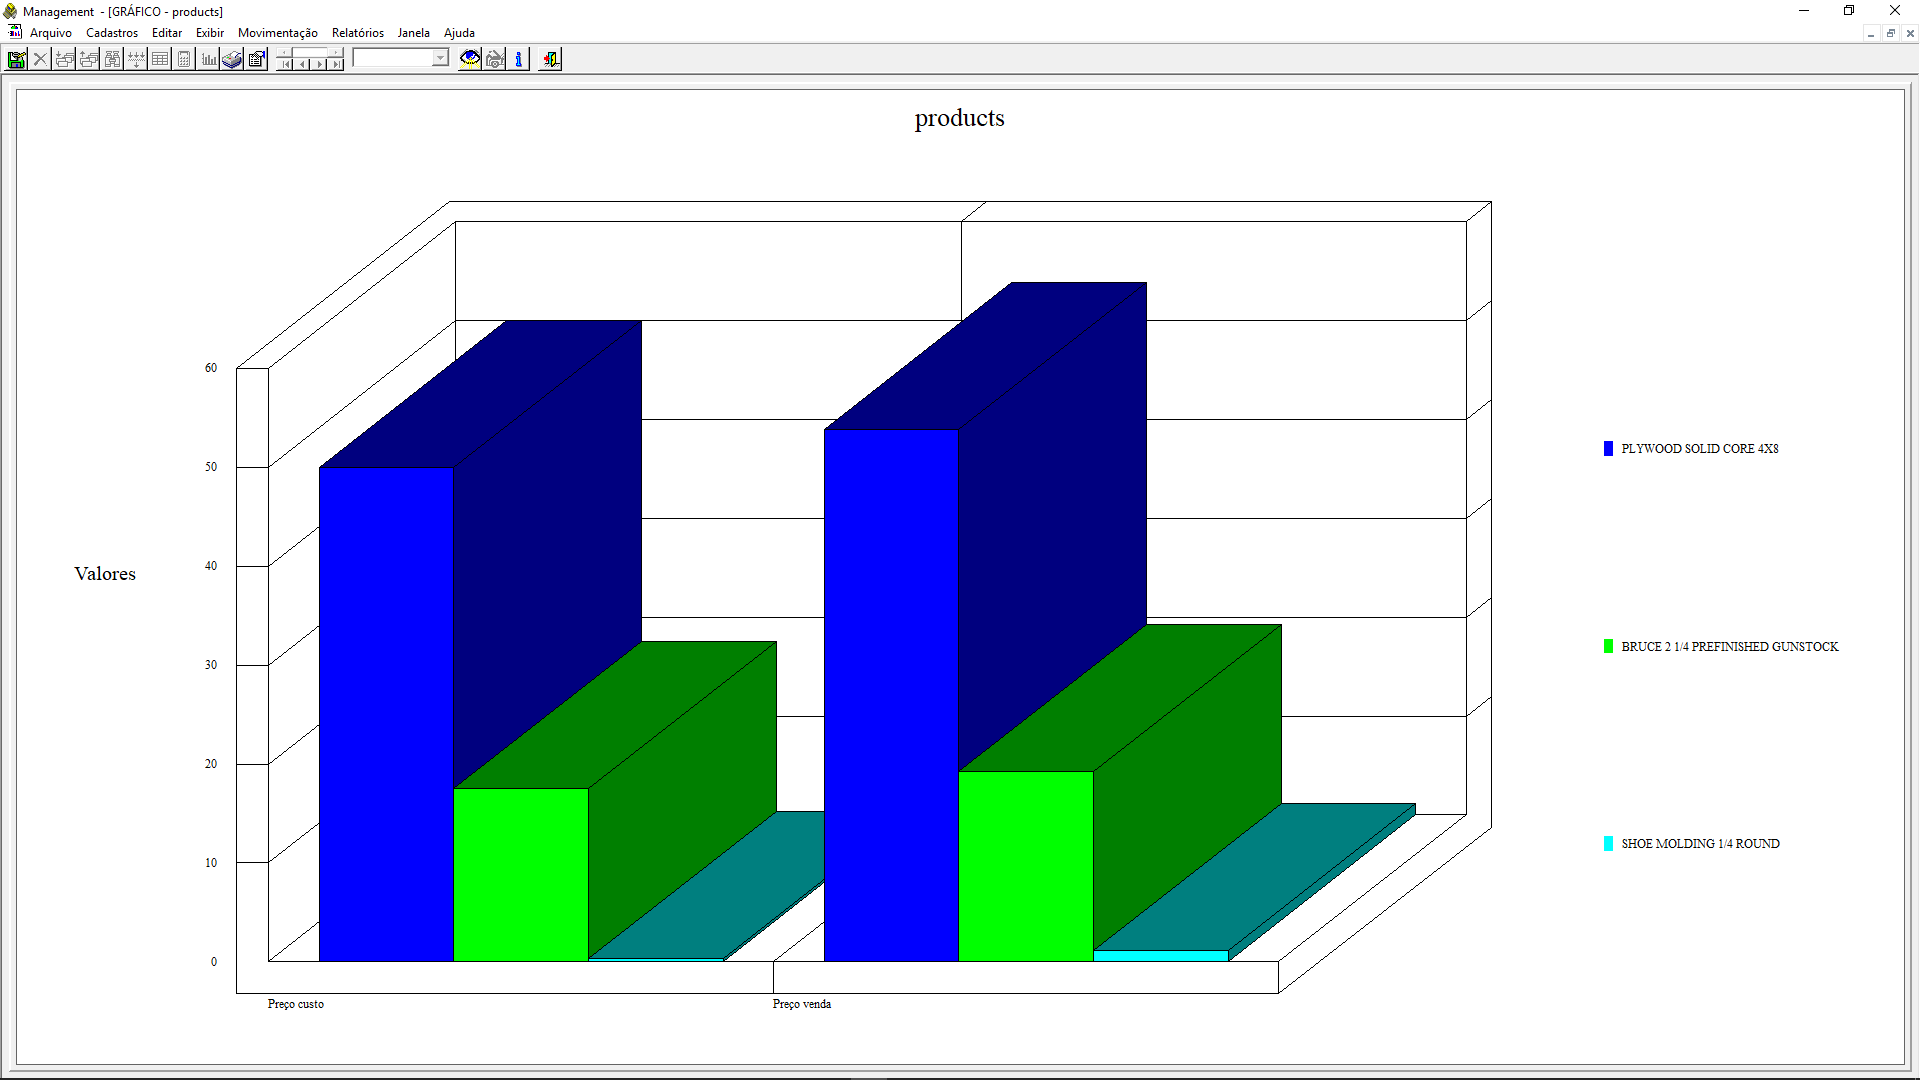 Management - [GRÁFICO - products]
Arquivo Cadastros Editar Exibir Movimentação Relatórios Janela Ajuda
products
60
50
40
30
20
10
0
Valores
Preço custo
Preço venda
PLYWOOD SOLID CORE 4X8
BRUCE 2 1/4 PREFINISHED GUNSTOCK
SHOE MOLDING 1/4 ROUND